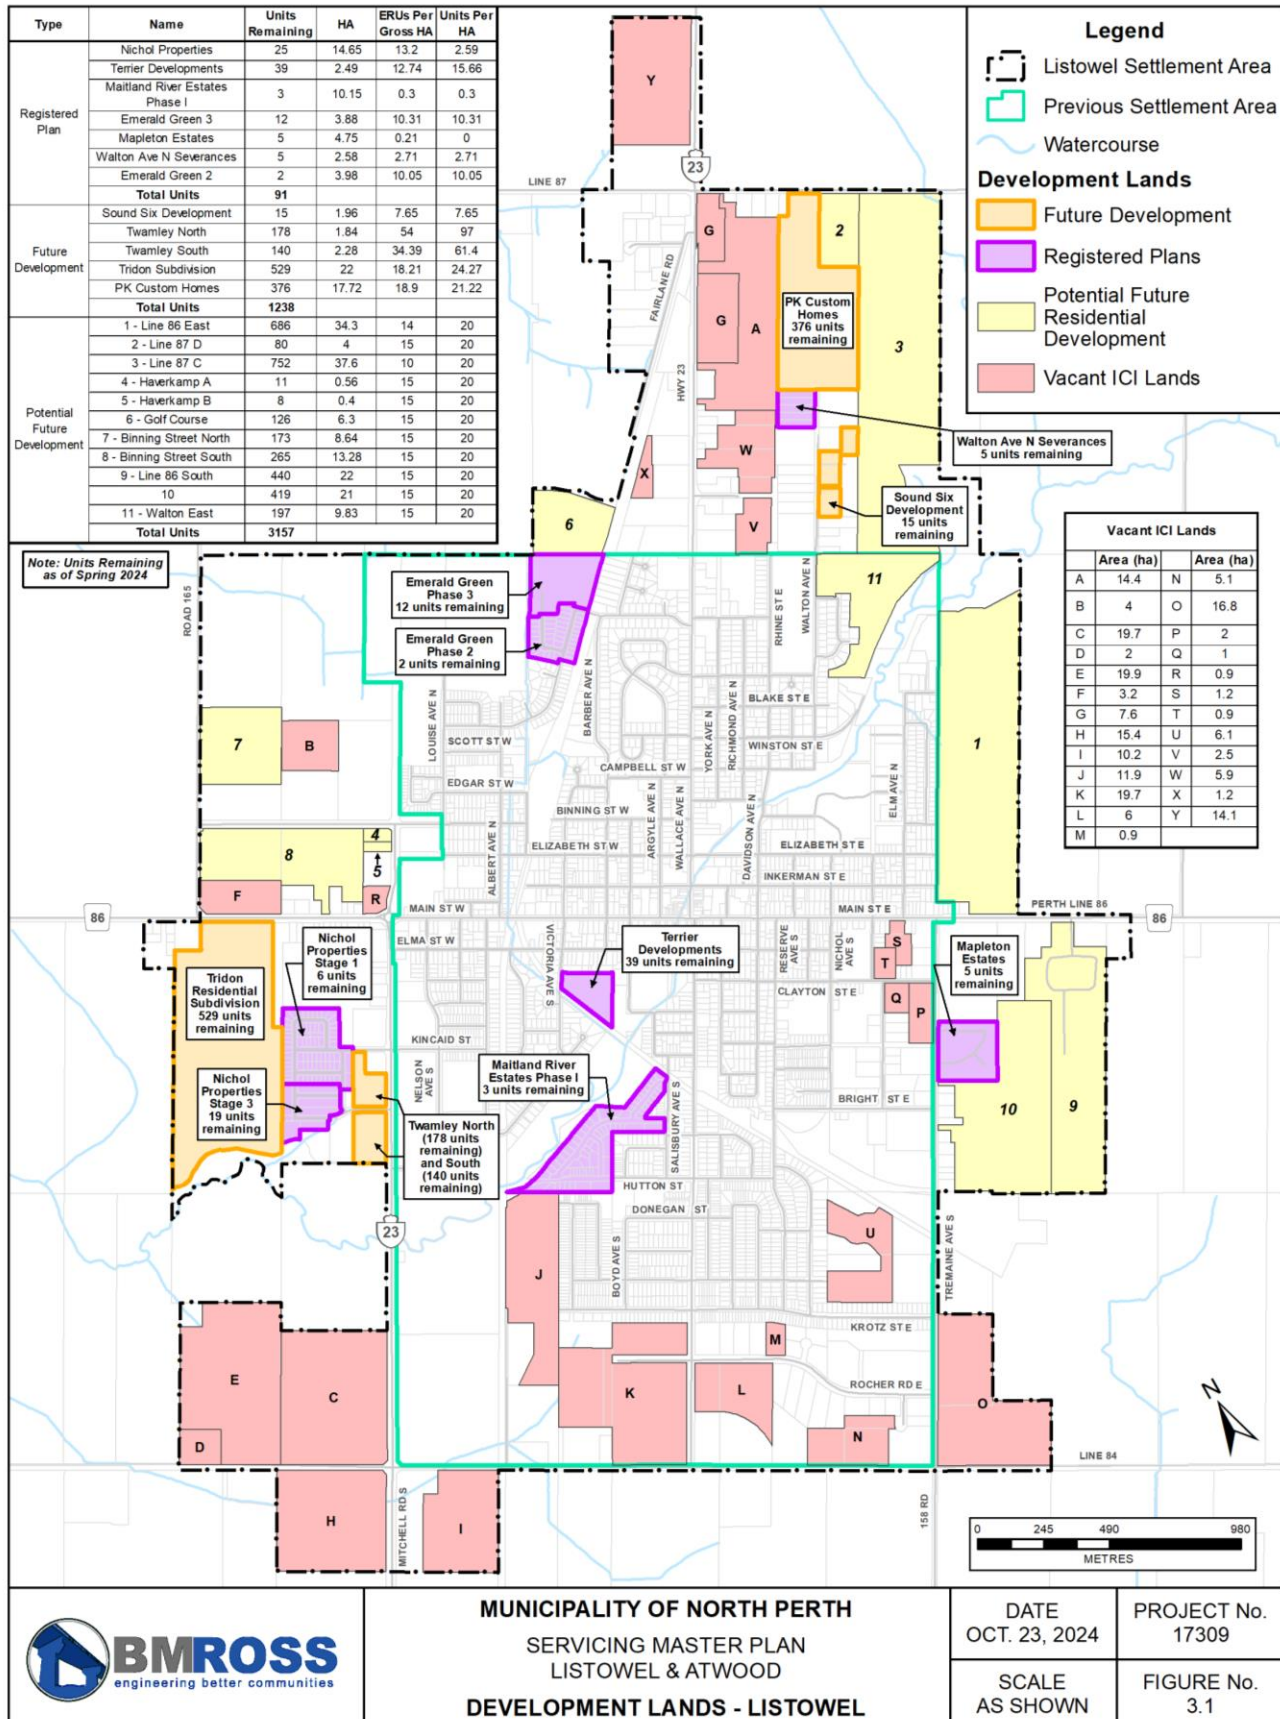 Type Name Units Remaining HA ERUs Per Gross HA Units Per HA
Registered Plan
Nichol Properties 25 14.65 13.2 2.59
Terrier Developments 39 2.49 12.74 15.66
Maitland River Estates Phase I 3 10.15 0.3 0.3
Emerald Green 3 12 3.88 10.31 10.31
Mapleton Estates 5 4.75 0.21 0
Walton Ave N Severances 5 2.58 2.71 2.71
Emerald Green 2 2 3.98 10.05 10.05
Total Units 91
Future Development
Sound Six Development 15 1.96 7.65 7.65
Twamley North 178 1.84 54 97
Twamley South 140 2.28 34.39 61.4
Tridon Subdivision 529 22 18.21 24.27
PK Custom Homes 376 17.72 18.9 21.22
Total Units 1238
Potential Future Development
1 - Line 86 East 686 34.3 14 20
2 - Line 87 D 80 4 15 20
3 - Line 87 C 752 37.6 10 20
4 - Haverkamp A 11 0.56 15 20
5 - Haverkamp B 8 0.4 15 20
6 - Golf Course 126 6.3 15 20
7 - Binning Street North 173 8.64 15 20
8 - Binning Street South 265 13.28 15 20
9 - Line 86 South 440 22 15 20
10 419 21 15 20
11 - Walton East 197 9.83 15 20
Total Units 3157
Note: Units Remaining
as of Spring 2024
Legend
Listowel Settlement Area
Previous Settlement Area
Watercourse
Development Lands
Future Development
Registered Plans
Potential Future
Residential
Development
Vacant ICI Lands
Vacant ICI Lands
Area (ha) Area (ha)
A 14.4 N 5.1
B 4 O 16.8
C 19.7 P 2
D 2 Q 1
E 19.9 R 0.9
F 3.2 S 1.2
G 7.6 T 0.9
H 15.4 U 6.1
I 10.2 V 2.5
J 11.9 W 5.9
K 19.7 X 1.2
L 6 Y 14.1
M 0.9
Y
23
LINE 87
FAIRLANE RD
HWY 23
G
G
A
2
3
PK Custom
Homes
376 units
remaining
Walton Ave N Severances
5 units remaining
W
X
V
Sound Six
Development
15 units
remaining
6
11
ROAD 165
Emerald Green
Phase 3
12 units remaining
Emerald Green
Phase 2
2 units remaining
RHINE ST E
WALTON AVE N
BARBER AVE N
LOUISE AVE N
BLAKE ST E
YORK AVE N
RICHMOND AVE N
7
B
SCOTT ST W
WINSTON ST E
CAMPBELL ST W
1
EDGAR ST W
ELM AVE N
BINNING ST W
ARGYLE AVE N
WALLACE AVE N
DAVIDSON AVE N
ALBERT AVE N
4
5
8
ELIZABETH ST W
ELIZABETH ST E
INKERMAN ST E
F
R
86
MAIN ST W
MAIN ST E
PERTH LINE 86
86
ELMA ST W
VICTORIA AVE S
RESERVE AVE S
NICHOL AVE S
S
T
Nichol
Properties
Stage 1
6 units
remaining
Terrier
Developments
39 units remaining
Mapleton
Estates
5 units
remaining
Tridon
Residential
Subdivision
529 units
remaining
CLAYTON ST E
Q
P
KINCAID ST
NELSON AVE S
Maitland River
Estates Phase I
3 units remaining
SALISBURY AVE S
BRIGHT ST E
10
9
Nichol
Properties
Stage 3
19 units
remaining
Twamley North
(178 units
remaining)
and South
(140 units
remaining)
HUTTON ST
DONEGAN ST
23
U
TREMAINE AVE S
J
BOYD AVE S
KROTZ ST E
M
E
C
K
L
ROCHER RD E
N
O
D
LINE 84
H
MITCHELL RD S
I
158 RD
N
0 245 490 980
METRES
BMROSS
engineering better communities
MUNICIPALITY OF NORTH PERTH
SERVICING MASTER PLAN
LISTOWEL & ATWOOD
DEVELOPMENT LANDS - LISTOWEL
DATE
OCT. 23, 2024
PROJECT No.
17309
SCALE
AS SHOWN
FIGURE No.
3.1